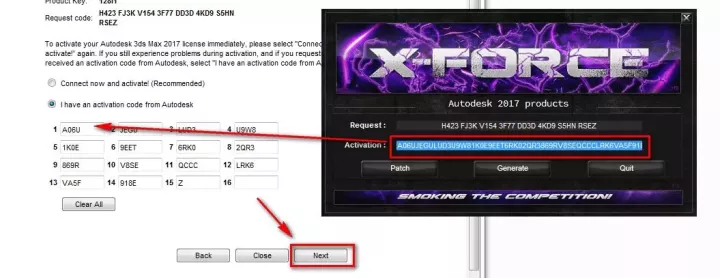 Product Key: 128I1
Request code: H423 FJ3K V154 3F77 DD3D 4KD9 S5HN
RSEZ
To activate your Autodesk 3ds Max 2017 license immediately, please select "Connec
activate!" again. If you still experience problems during activation, and if you request
received an activation code from Autodesk, select "I have an activation code from A
Connect now and activate! (Recommended)
I have an activation code from Autodesk
1 A06U 2 JEGU 3 LUD3 4 U9W8
5 1K0E 6 9EET 7 6RK0 8 2QR3
9 869R 10 V8SE 11 QCCC 12 LRK6
13 VA5F 14 918E 15 Z 16
Clear All
Back Close Next
X-FORCE
Autodesk 2017 products
Request : H423 FJ3K V154 3F77 DD3D 4KD9 S5HN RSEZ
Activation :
Patch Generate Quit
SMOKING THE COMPETITION!